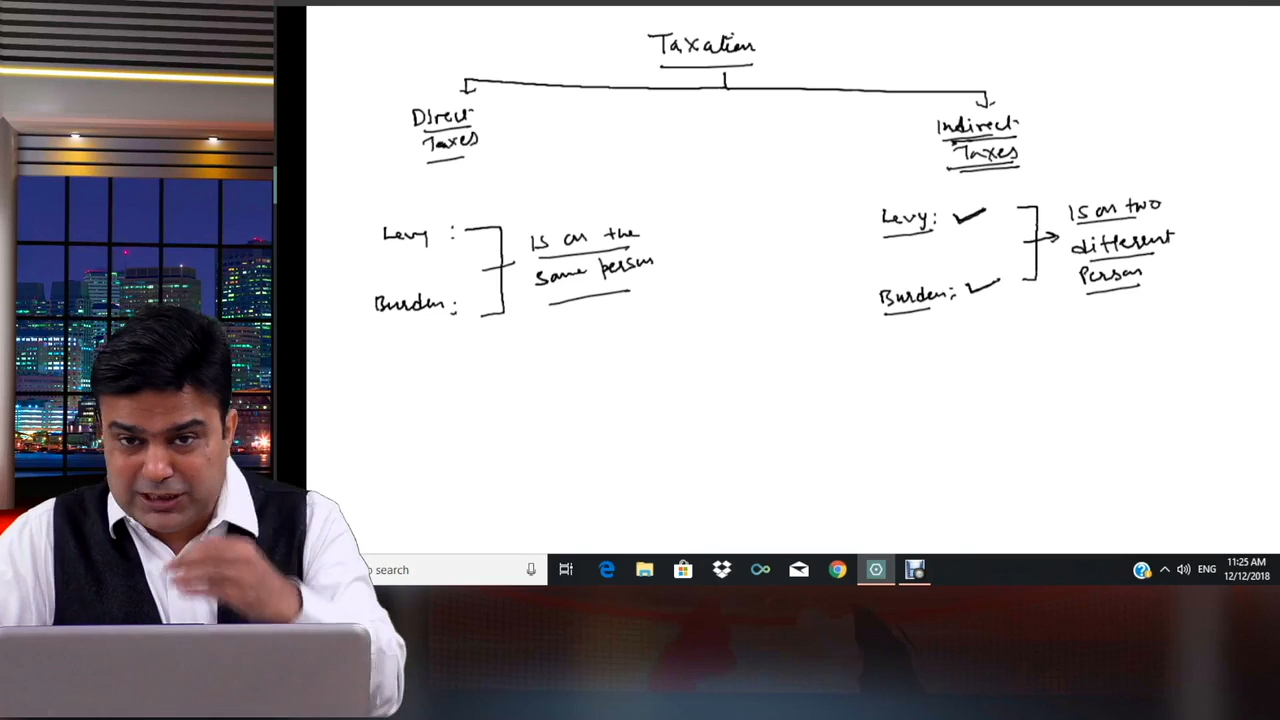 Taxation
Direct
Taxes
Indirect
Taxes
Levy :
Burden :
is on the
same person
Levy :
Burden :
is on two
different
Person
o search
ENG
11:25 AM
12/12/2018